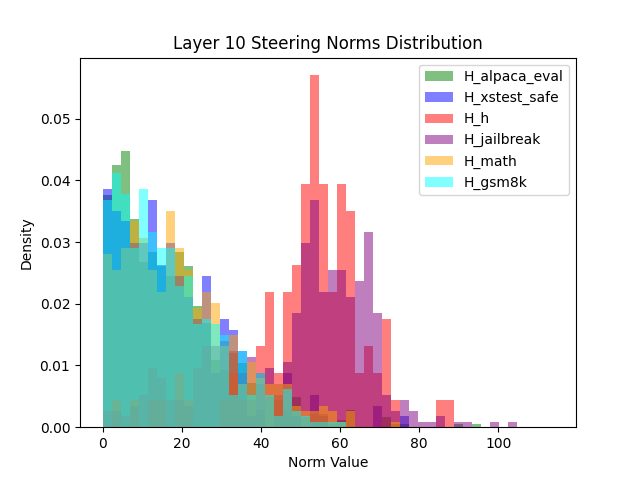 Layer 10 Steering Norms Distribution
H_alpaca_eval
H_xstest_safe
H_h
H_jailbreak
H_math
H_gsm8k
Density
0.05
0.04
0.03
0.02
0.01
0.00
0 20 40 60 80 100
Norm Value